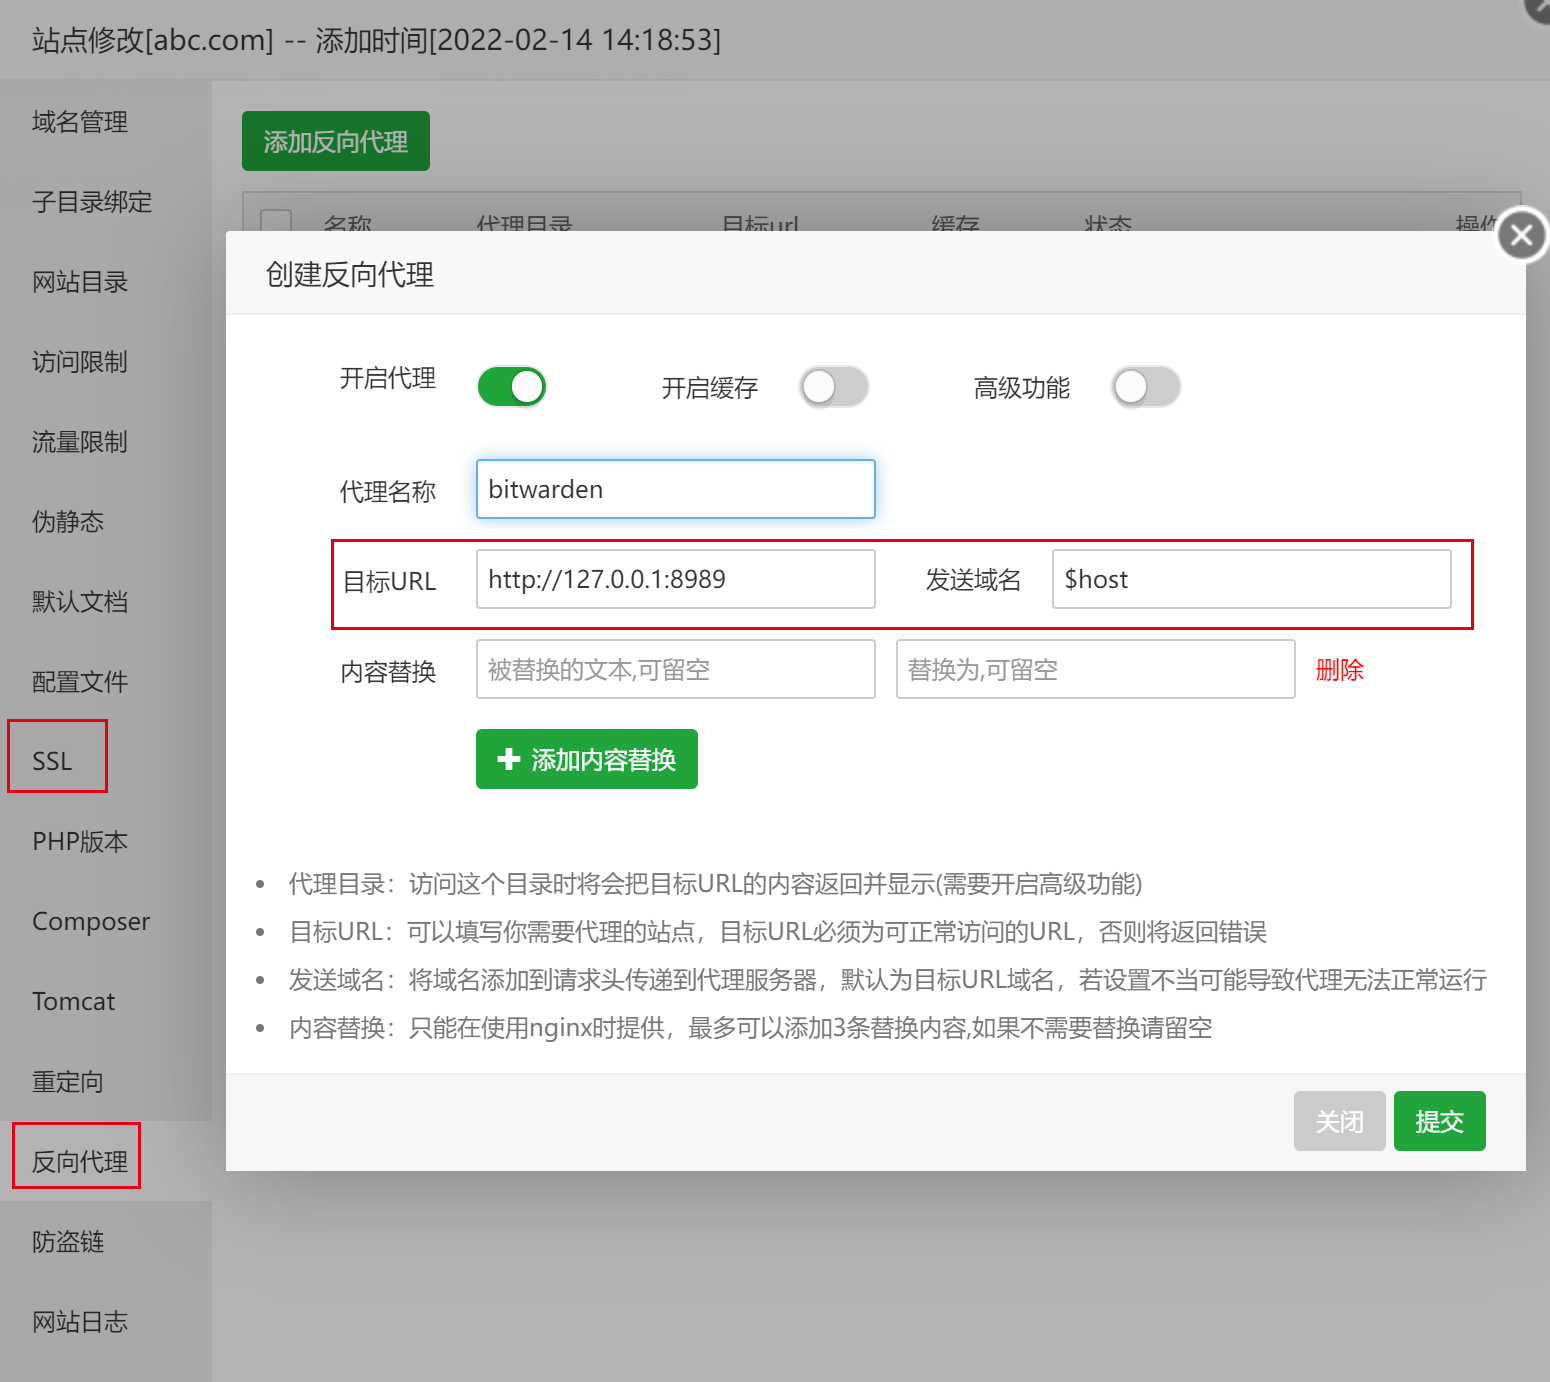 站点修改[abc.com] -- 添加时间[2022-02-14 14:18:53]
域名管理
子目录绑定
网站目录
访问限制
流量限制
伪静态
默认文档
配置文件
SSL
PHP版本
Composer
Tomcat
重定向
反向代理
防盗链
网站日志
添加反向代理
名称 代理目录 目标url 缓存 状态 操作
创建反向代理
开启代理 开启缓存 高级功能
代理名称 bitwarden
目标URL http://127.0.0.1:8989 发送域名 $host
内容替换 被替换的文本,可留空 替换为,可留空 删除
添加内容替换
代理目录：访问这个目录时将会把目标URL的内容返回并显示(需要开启高级功能)
目标URL：可以填写你需要代理的站点，目标URL必须为可正常访问的URL，否则将返回错误
发送域名：将域名添加到请求头传递到代理服务器，默认为目标URL域名，若设置不当可能导致代理无法正常运行
内容替换：只能在使用nginx时提供，最多可以添加3条替换内容,如果不需要替换请留空
关闭 提交